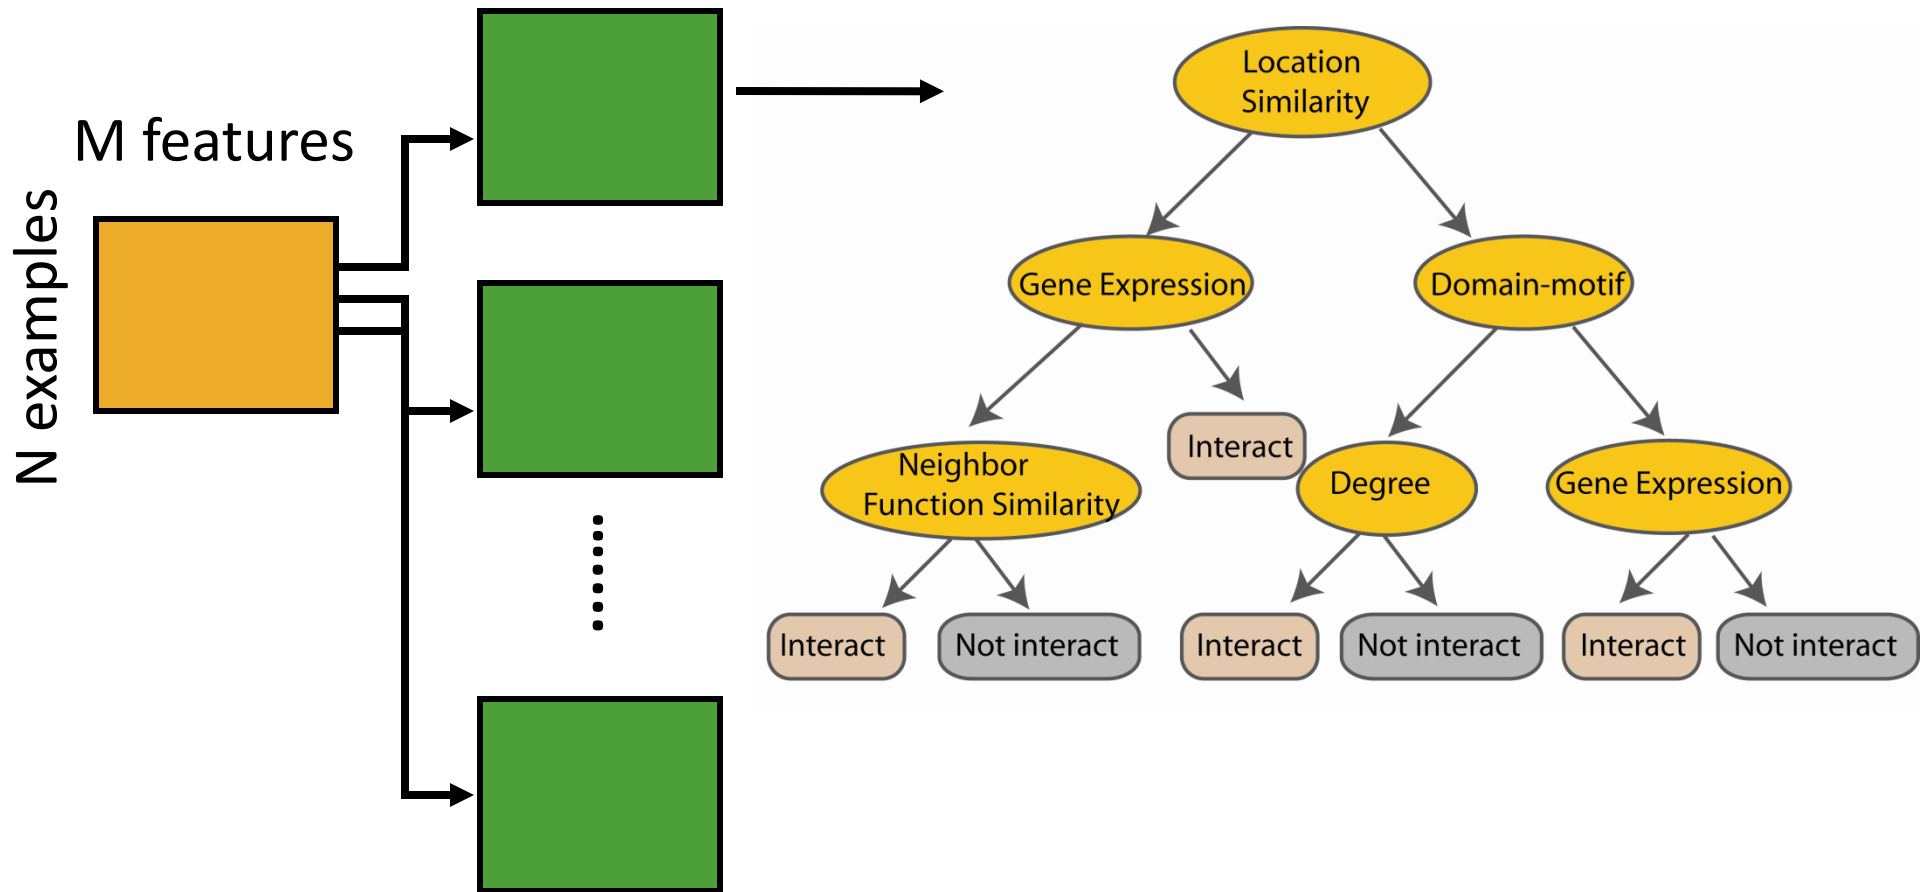 M features
N examples
Location
Similarity
Gene Expression
Domain-motif
Interact
Neighbor
Function Similarity
Degree
Gene Expression
Interact
Not interact
Interact
Not interact
Interact
Not interact